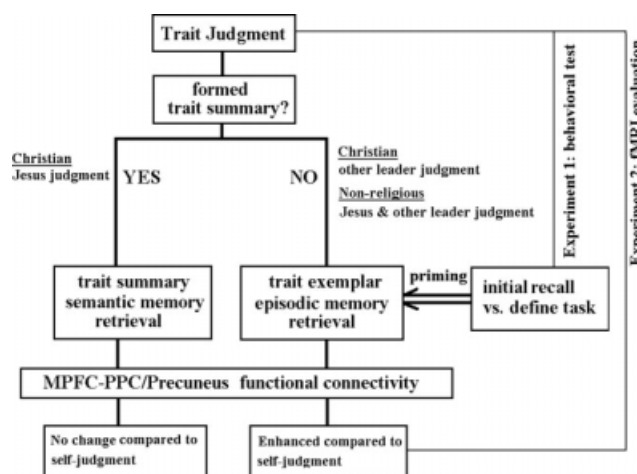 Trait Judgment
formed
trait summary?
Christian
Jesus judgment
YES
NO
Christian
other leader judgment
Non-religious
Jesus & other leader judgment
trait summary
semantic memory
retrieval
trait exemplar
episodic memory
retrieval
priming
initial recall
vs. define task
Experiment 1: behavioral test
Experiment 2: fMRI evaluation
MPFC-PPC/Precuneus functional connectivity
No change compared to
self-judgment
Enhanced compared to
self-judgment